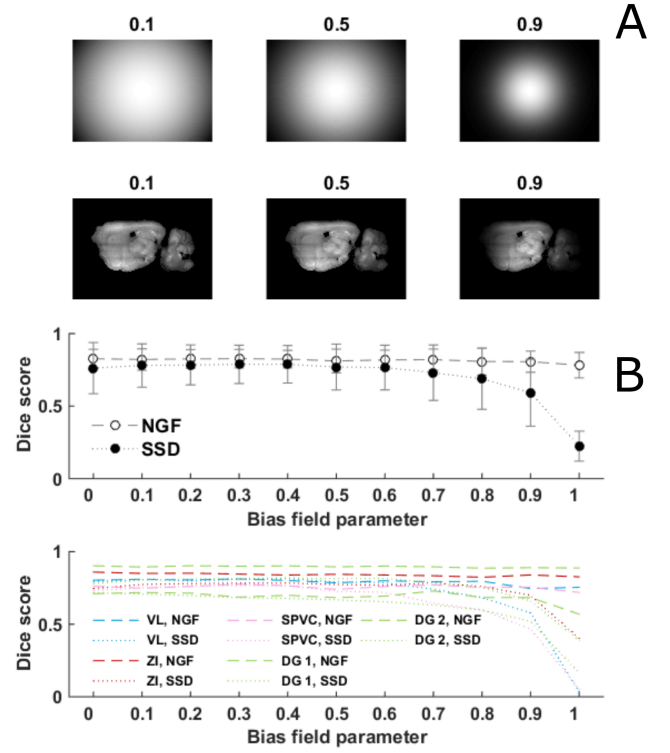 0.1 0.5 0.9 A
0.1 0.5 0.9
B
1
0.5
0
Dice score
NGF
SSD
0 0.1 0.2 0.3 0.4 0.5 0.6 0.7 0.8 0.9 1
Bias field parameter
1
0.5
0
Dice score
VL, NGF SPVC, NGF DG 2, NGF
VL, SSD SPVC, SSD DG 2, SSD
ZI, NGF DG 1, NGF
ZI, SSD DG 1, SSD
0 0.1 0.2 0.3 0.4 0.5 0.6 0.7 0.8 0.9 1
Bias field parameter